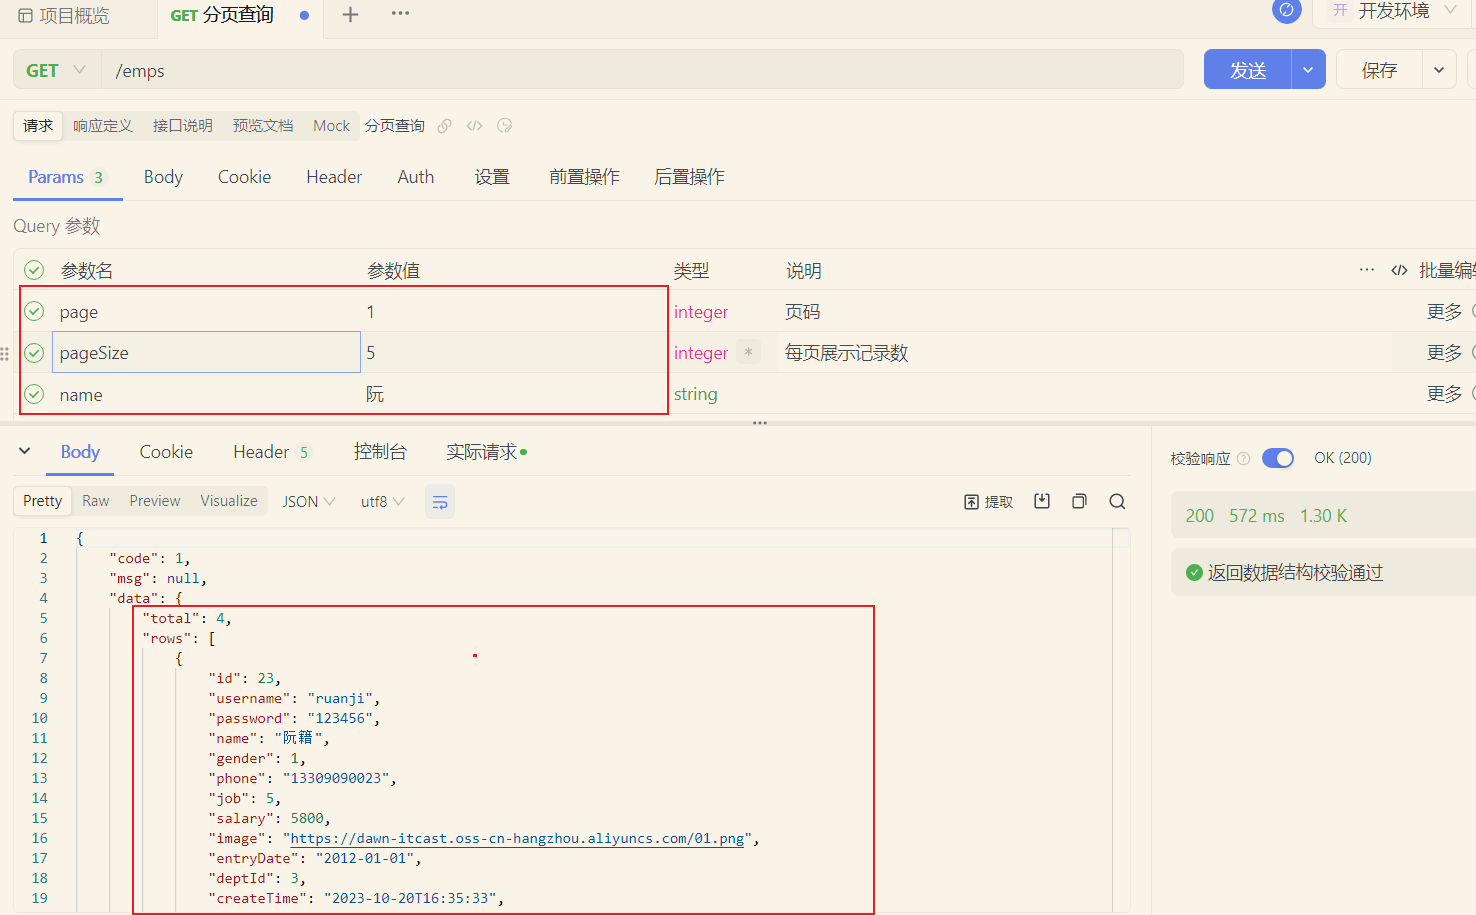 项目概览 GET 分页查询 开 开发环境
GET /emps 发送 保存
请求 响应定义 接口说明 预览文档 Mock 分页查询
Params 3 Body Cookie Header Auth 设置 前置操作 后置操作
Query 参数
参数名 参数值 类型 说明 批量编辑
page 1 integer 页码 更多
pageSize 5 integer * 每页展示记录数 更多
name 阮 string 更多
Body Cookie Header 5 控制台 实际请求 校验响应 OK (200)
Pretty Raw Preview Visualize JSON utf8 提取
200 572 ms 1.30 K
返回数据结构校验通过
1 {
2 "code": 1,
3 "msg": null,
4 "data": {
5 "total": 4,
6 "rows": [
7 {
8 "id": 23,
9 "username": "ruanji",
10 "password": "123456",
11 "name": "阮籍",
12 "gender": 1,
13 "phone": "13309090023",
14 "job": 5,
15 "salary": 5800,
16 "image": "https://dawn-itcast.oss-cn-hangzhou.aliyuncs.com/01.png",
17 "entryDate": "2012-01-01",
18 "deptId": 3,
19 "createTime": "2023-10-20T16:35:33",